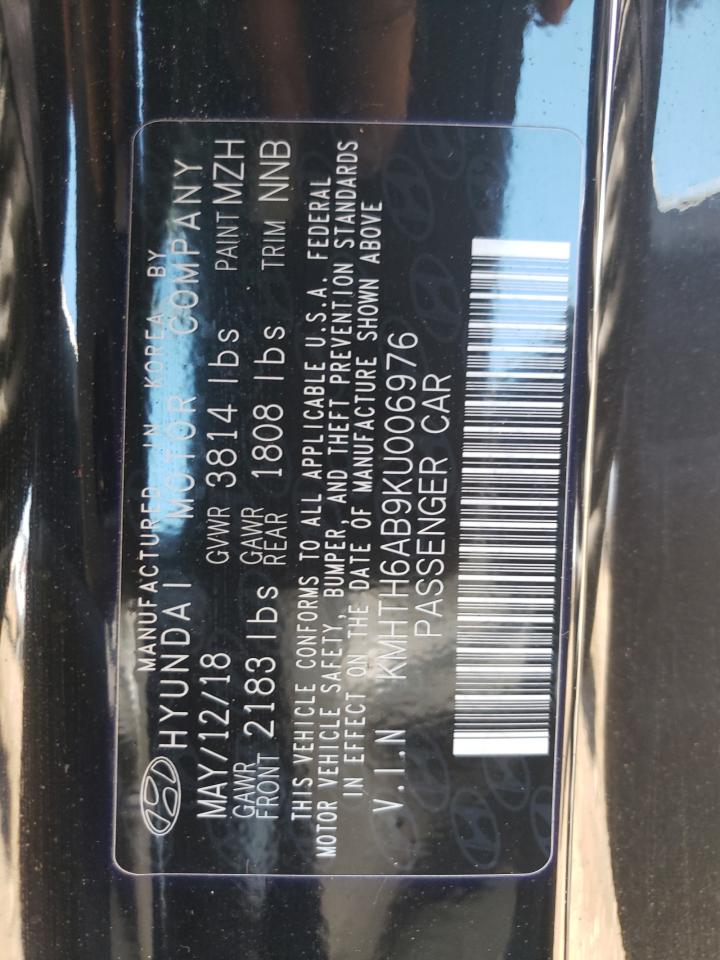 MANUFACTURED IN KOREA BY
HYUNDAI MOTOR COMPANY
MAY/12/18 GVWR 3814 lbs PAINT MZH
GAWR FRONT 2183 lbs GAWR REAR 1808 lbs TRIM NNB
THIS VEHICLE CONFORMS TO ALL APPLICABLE U.S.A. FEDERAL
MOTOR VEHICLE SAFETY, BUMPER, AND THEFT PREVENTION STANDARDS
IN EFFECT ON THE DATE OF MANUFACTURE SHOWN ABOVE
V.I.N KMHTH6AB9KU006976
PASSENGER CAR